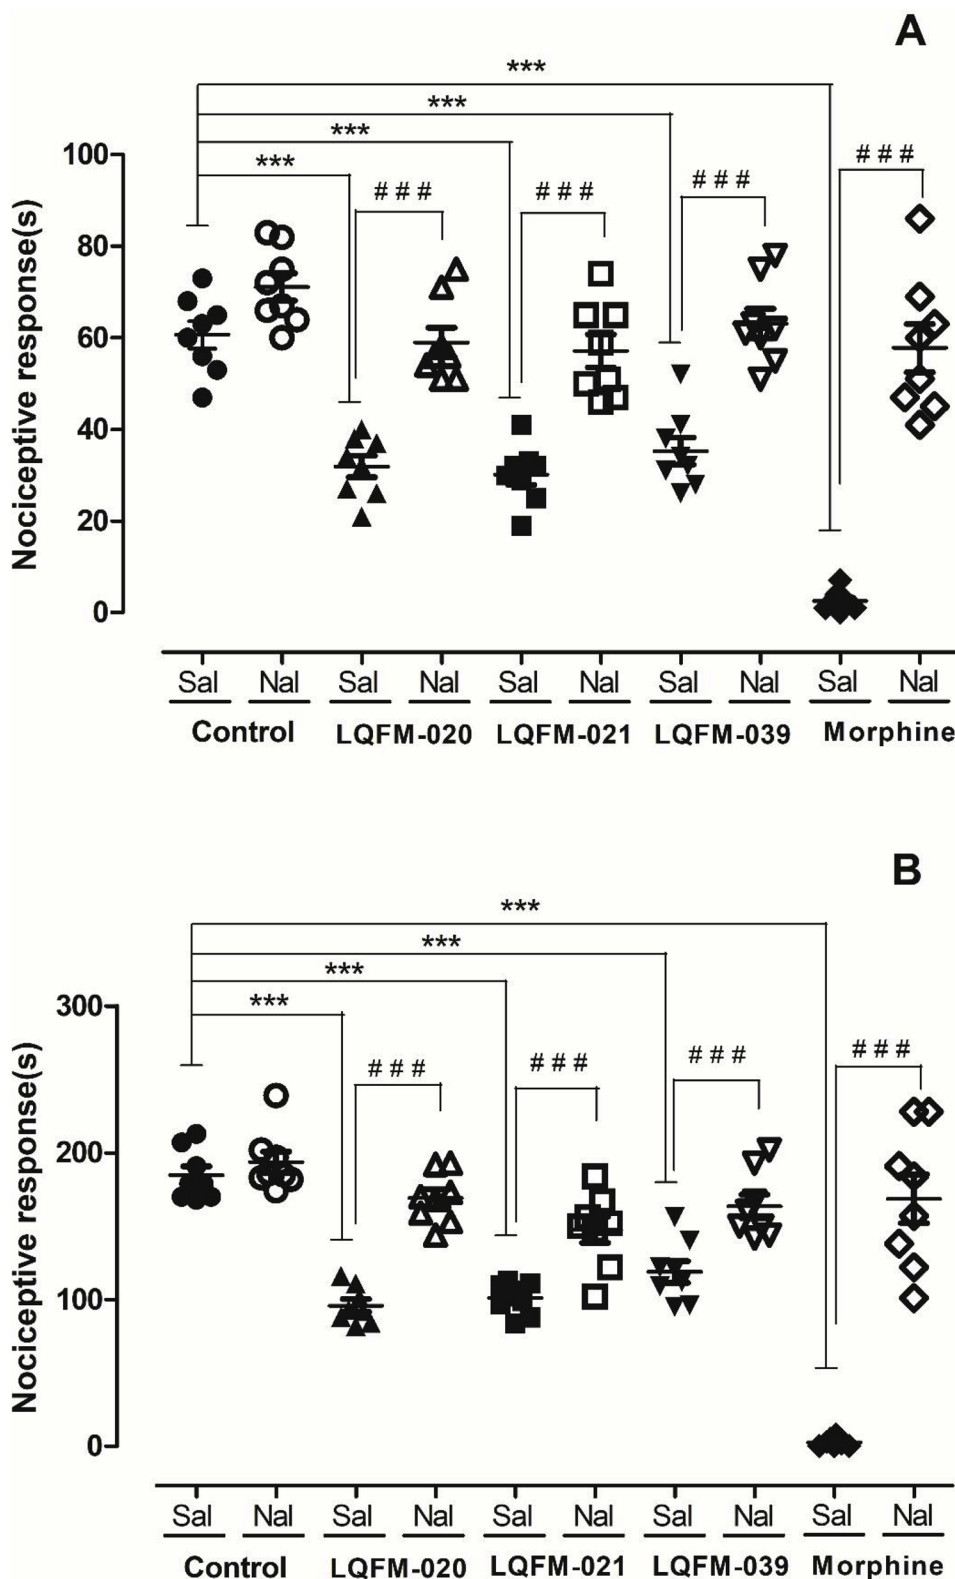 A
***
***
***
***
# # #
# # #
# # #
# # #
Nociceptive response(s)
100
80
60
40
20
0
Sal Nal Sal Nal Sal Nal Sal Nal Sal Nal
Control LQFM-020 LQFM-021 LQFM-039 Morphine
B
***
***
***
***
# # #
# # #
# # #
# # #
Nociceptive response(s)
300
200
100
0
Sal Nal Sal Nal Sal Nal Sal Nal Sal Nal
Control LQFM-020 LQFM-021 LQFM-039 Morphine